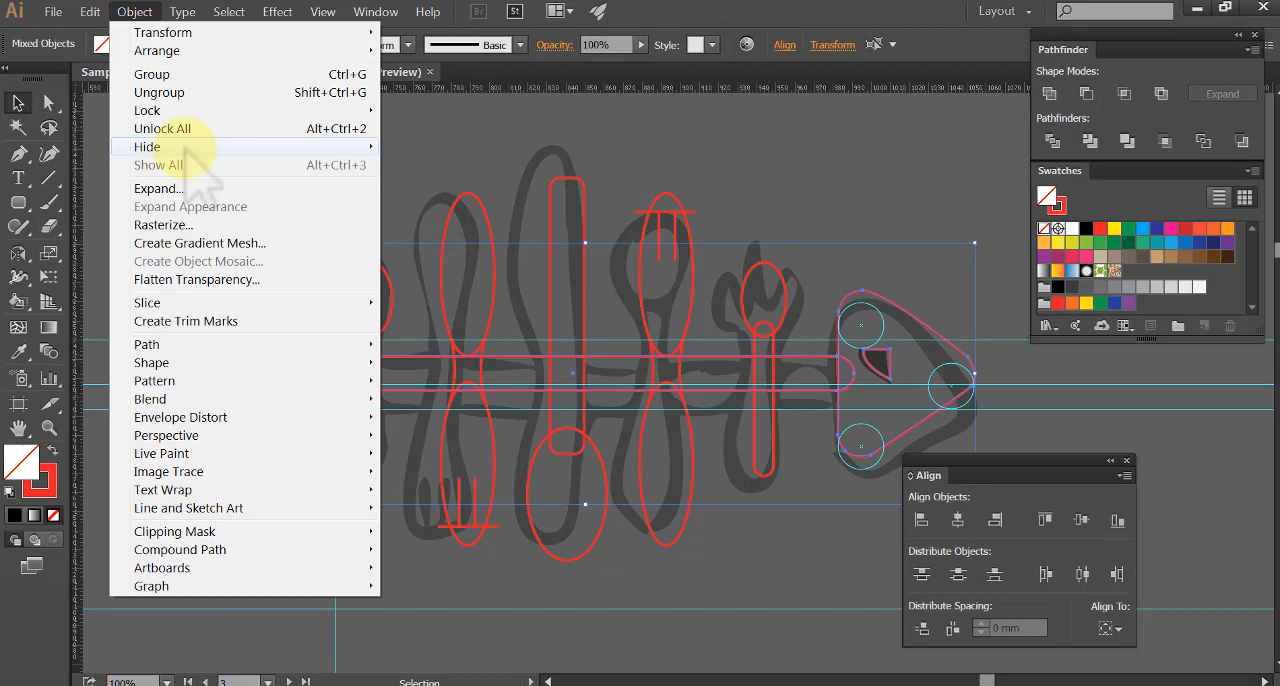 Ai File Edit Object Type Select Effect View Window Help Br St Layout
Mixed Objects Basic Opacity: 100% Style: Align Transform
Preview) ×
Transform
Arrange
Group Ctrl+G
Ungroup Shift+Ctrl+G
Lock
Unlock All Alt+Ctrl+2
Hide
Show All Alt+Ctrl+3
Expand...
Expand Appearance
Rasterize...
Create Gradient Mesh...
Create Object Mosaic...
Flatten Transparency...
Slice
Create Trim Marks
Path
Shape
Pattern
Blend
Envelope Distort
Perspective
Live Paint
Image Trace
Text Wrap
Line and Sketch Art
Clipping Mask
Compound Path
Artboards
Graph
Pathfinder
Shape Modes:
Expand
Pathfinders:
Swatches
Align
Align Objects:
Distribute Objects:
Distribute Spacing: Align To:
0 mm
100% 3 Selection